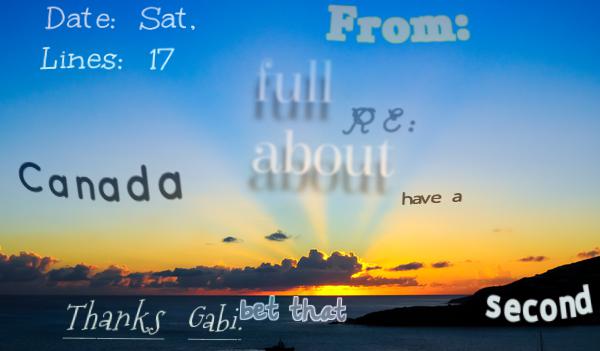 Date: Sat,
Lines: 17
From:
full
about
RE:
Canada
have a
Thanks Gabi.
bet that
second